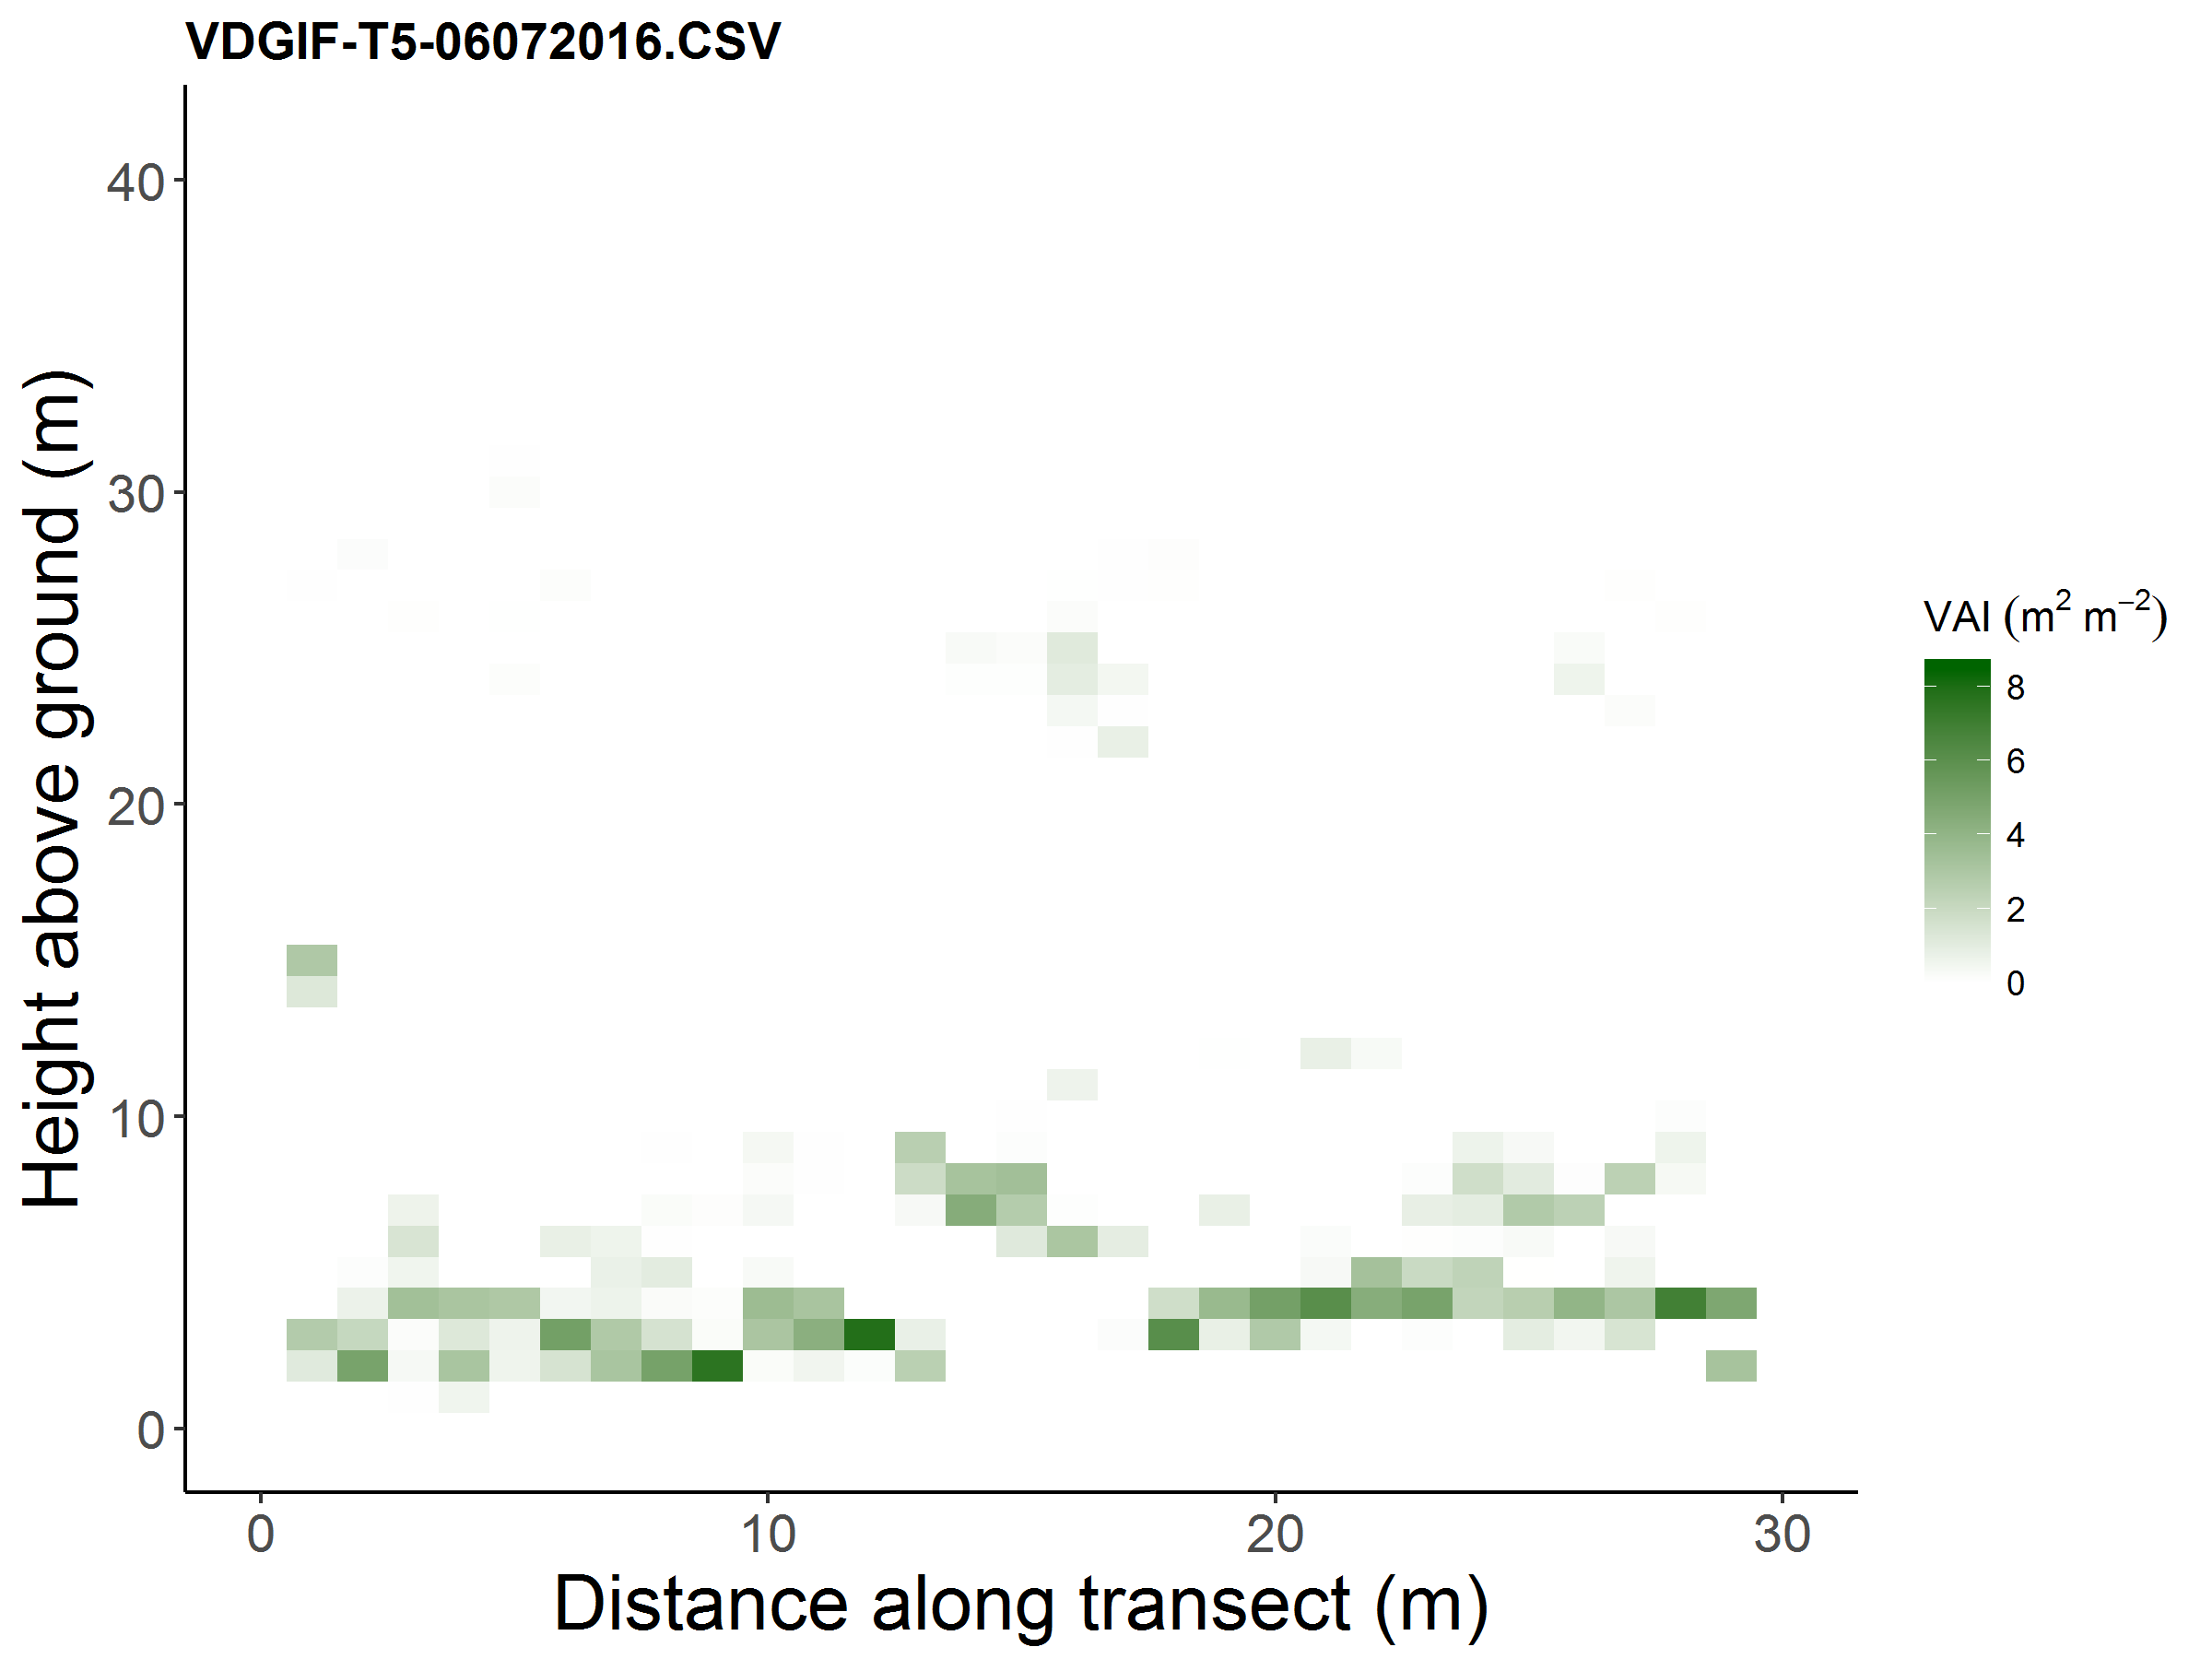 VDGIF-T5-06072016.CSV
Height above ground (m)
40
30
20
10
0
0 10 20 30
Distance along transect (m)
VAI (m² m⁻²)
8
6
4
2
0